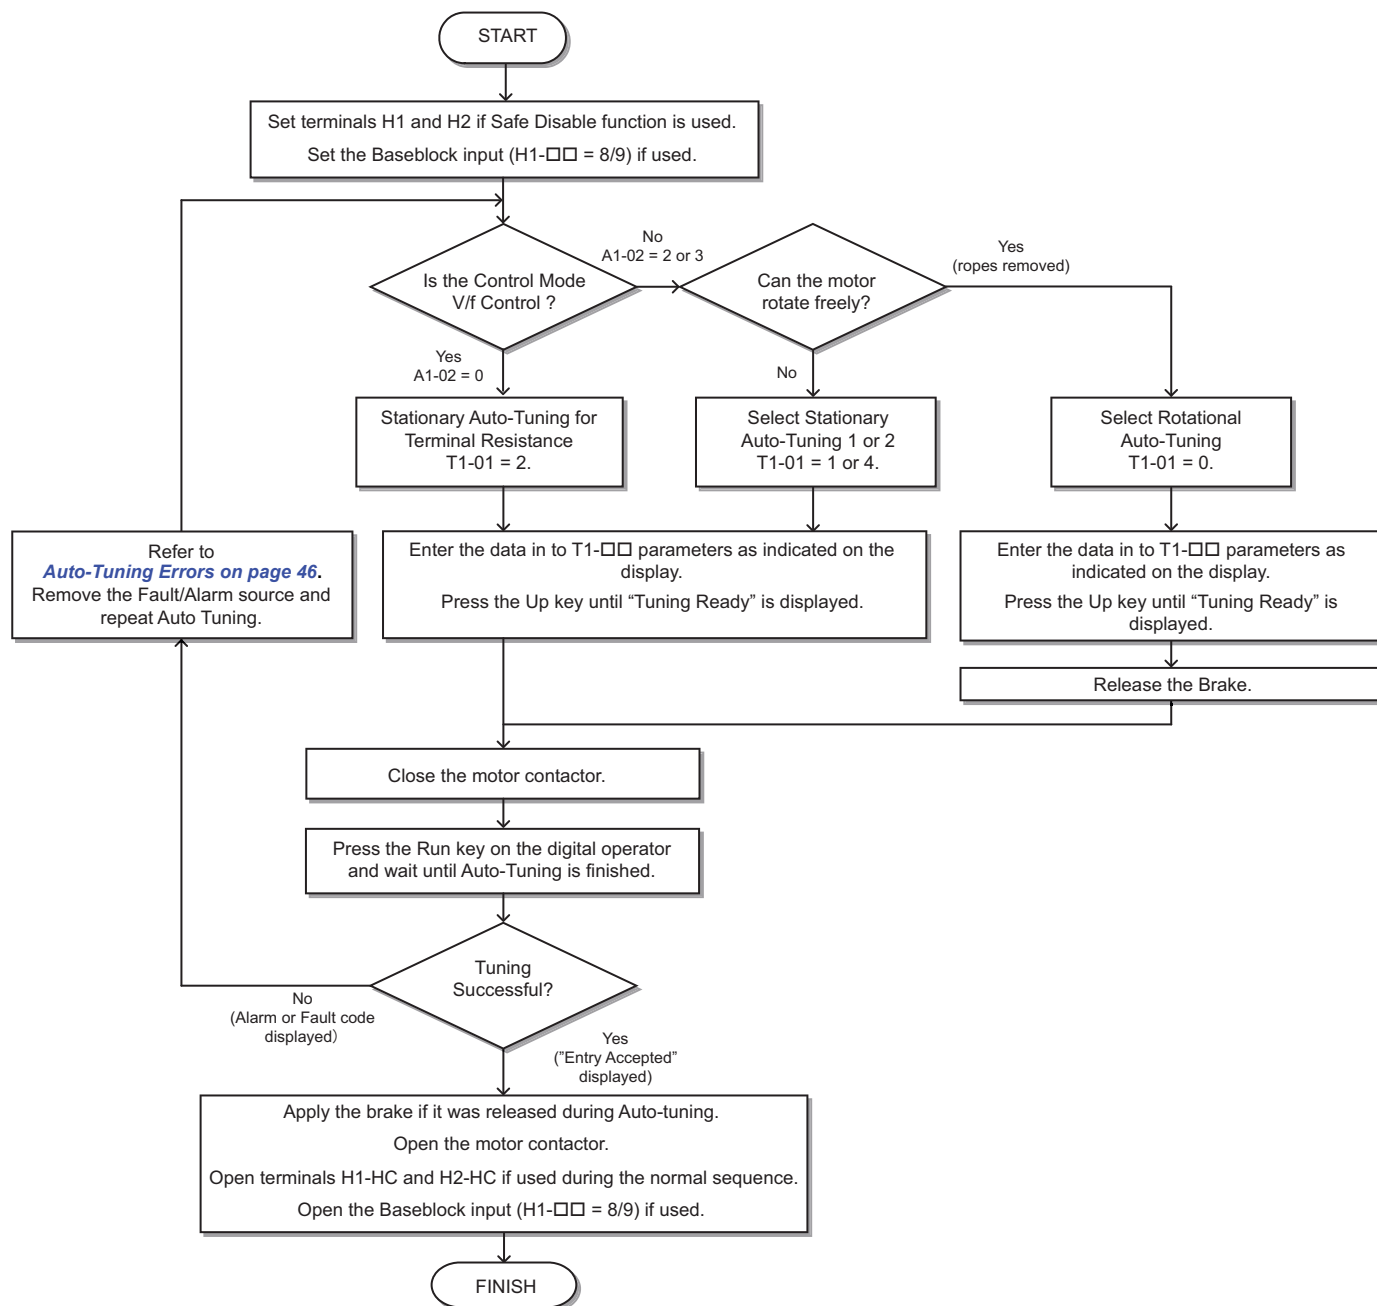 START
Set terminals H1 and H2 if Safe Disable function is used.
Set the Baseblock input (H1-□□ = 8/9) if used.
Is the Control Mode
V/f Control ?
No
A1-02 = 2 or 3
Can the motor
rotate freely?
Yes
(ropes removed)
Yes
A1-02 = 0
No
Stationary Auto-Tuning for
Terminal Resistance
T1-01 = 2.
Select Stationary
Auto-Tuning 1 or 2
T1-01 = 1 or 4.
Select Rotational
Auto-Tuning
T1-01 = 0.
Refer to
Auto-Tuning Errors on page 46.
Remove the Fault/Alarm source and
repeat Auto Tuning.
Enter the data in to T1-□□ parameters as indicated on the
display.
Press the Up key until “Tuning Ready” is displayed.
Enter the data in to T1-□□ parameters as
indicated on the display.
Press the Up key until “Tuning Ready” is
displayed.
Release the Brake.
Close the motor contactor.
Press the Run key on the digital operator
and wait until Auto-Tuning is finished.
Tuning
Successful?
No
(Alarm or Fault code
displayed)
Yes
(”Entry Accepted”
displayed)
Apply the brake if it was released during Auto-tuning.
Open the motor contactor.
Open terminals H1-HC and H2-HC if used during the normal sequence.
Open the Baseblock input (H1-□□ = 8/9) if used.
FINISH